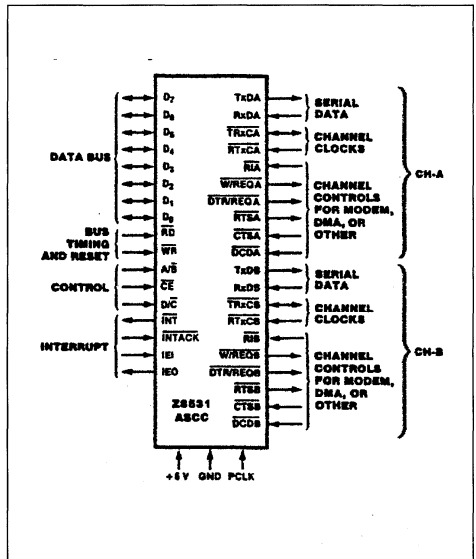 DATA BUS
BUS
TIMING
AND RESET
CONTROL
INTERRUPT
D7
D6
D5
D4
D3
D2
D1
D0
RD
WR
A/B
CE
D/C
INT
INTACK
IEI
IEO
Z8531
ASCC
TxDA
RxDA
TRxCA
RTxCA
RIA
W/REQA
DTR/REQA
RTSA
CTSA
DCDA
TxDB
RxDB
TRxCB
RTxCB
RIB
W/REQB
DTR/REQB
RTSB
CTSB
DCDB
SERIAL
DATA
CHANNEL
CLOCKS
CHANNEL
CONTROLS
FOR MODEM,
DMA, OR
OTHER
CH-A
SERIAL
DATA
CHANNEL
CLOCKS
CHANNEL
CONTROLS
FOR MODEM,
DMA, OR
OTHER
CH-B
+5 V GND PCLK